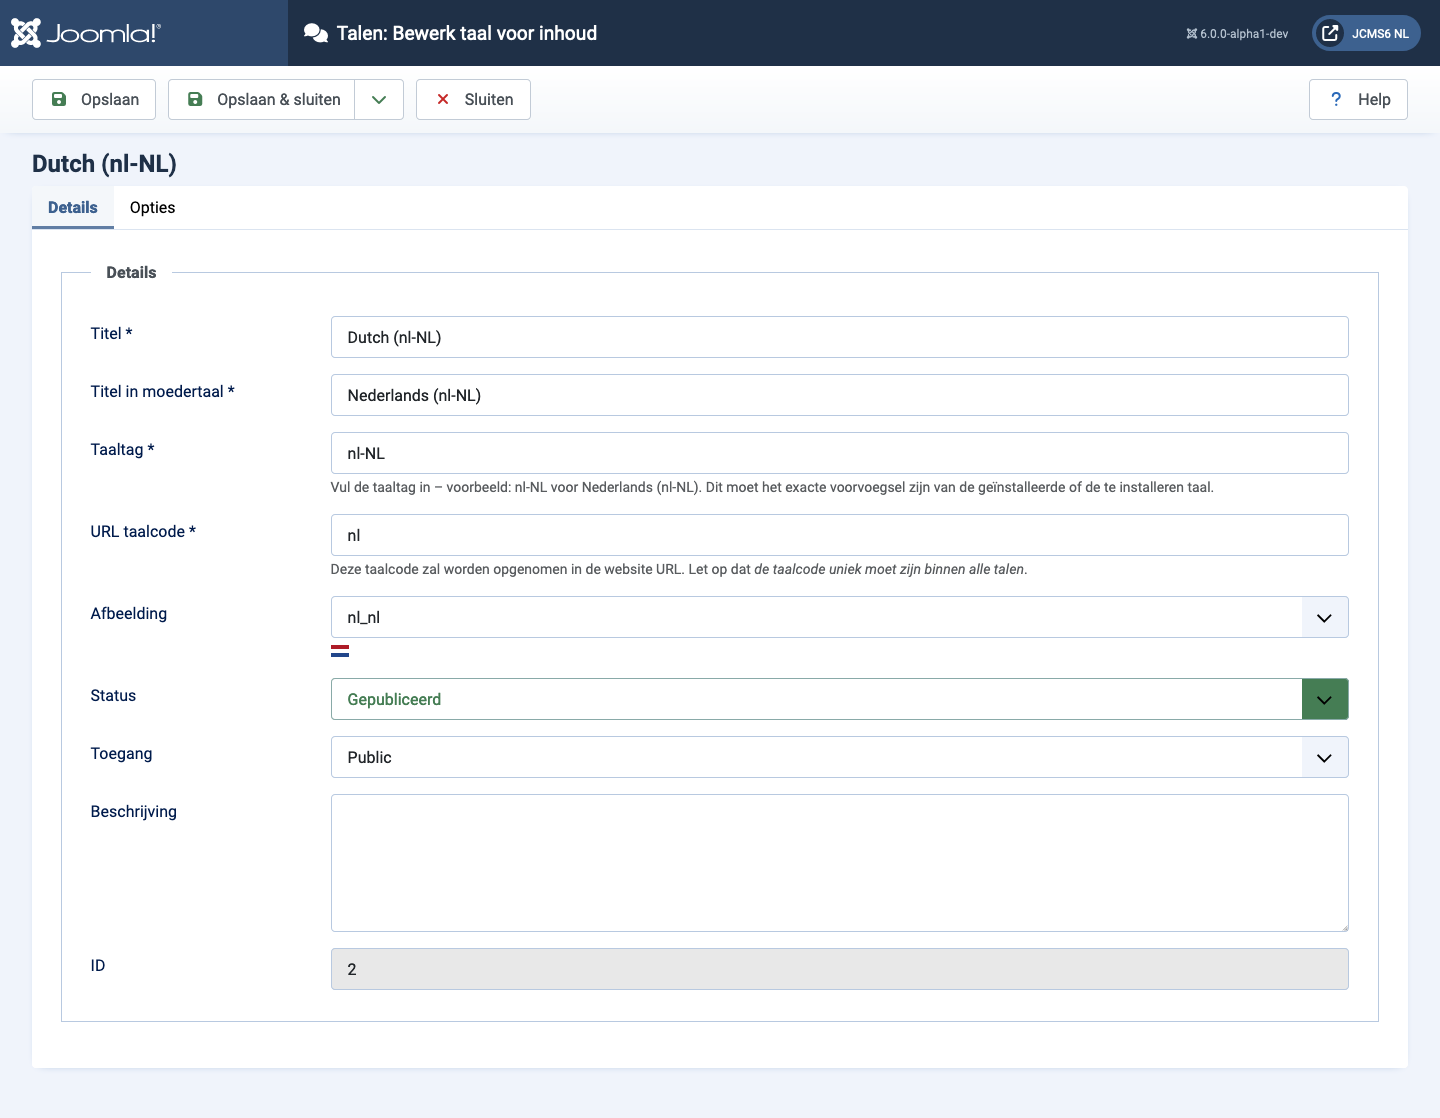 Joomla!®
Talen: Bewerk taal voor inhoud
6.0.0-alpha1-dev
JCMS6 NL
Opslaan
Opslaan & sluiten
Sluiten
? Help
Dutch (nl-NL)
Details
Opties
Details
Titel *
Dutch (nl-NL)
Titel in moedertaal *
Nederlands (nl-NL)
Taaltag *
nl-NL
Vul de taaltag in – voorbeeld: nl-NL voor Nederlands (nl-NL). Dit moet het exacte voorvoegsel zijn van de geïnstalleerde of de te installeren taal.
URL taalcode *
nl
Deze taalcode zal worden opgenomen in de website URL. Let op dat de taalcode uniek moet zijn binnen alle talen.
Afbeelding
nl_nl
Status
Gepubliceerd
Toegang
Public
Beschrijving
ID
2